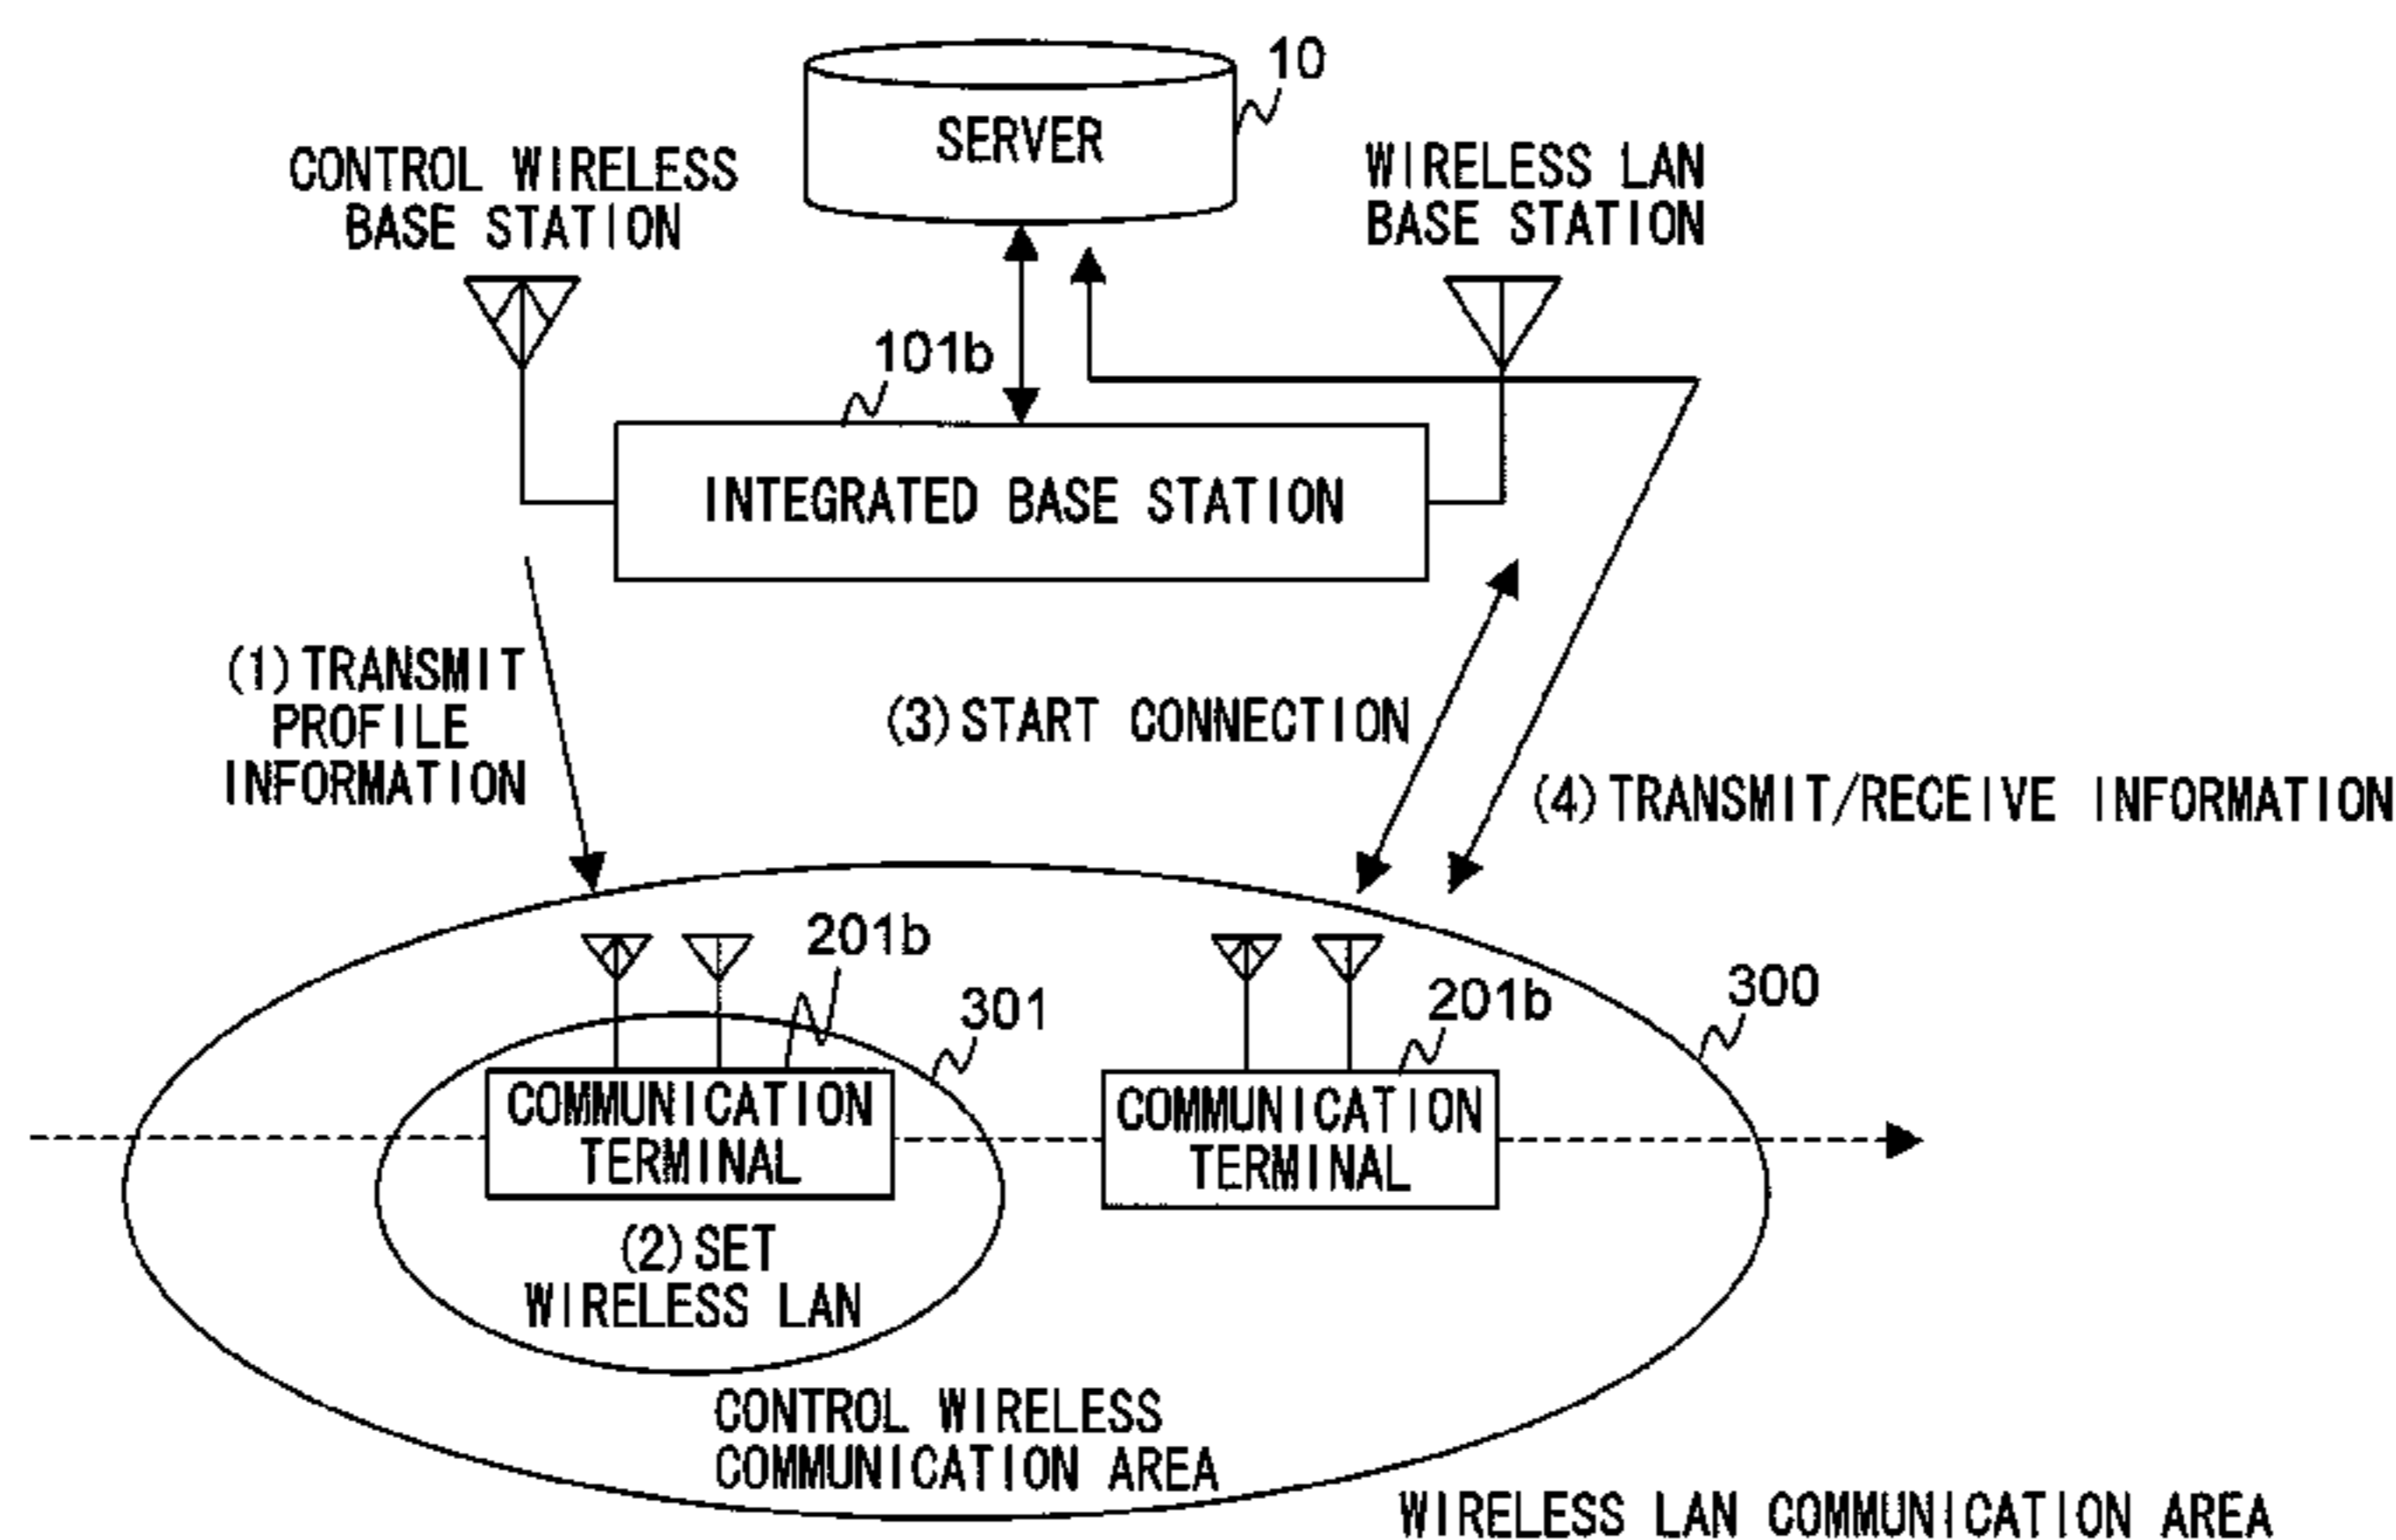 10
SERVER
CONTROL WIRELESS
BASE STATION
WIRELESS LAN
BASE STATION
101b
INTEGRATED BASE STATION
(1)TRANSMIT
PROFILE
INFORMATION
(3)START CONNECTION
(4)TRANSMIT/RECEIVE INFORMATION
201b
301
201b
300
COMMUNICATION
TERMINAL
COMMUNICATION
TERMINAL
(2)SET
WIRELESS LAN
CONTROL WIRELESS
COMMUNICATION AREA
WIRELESS LAN COMMUNICATION AREA